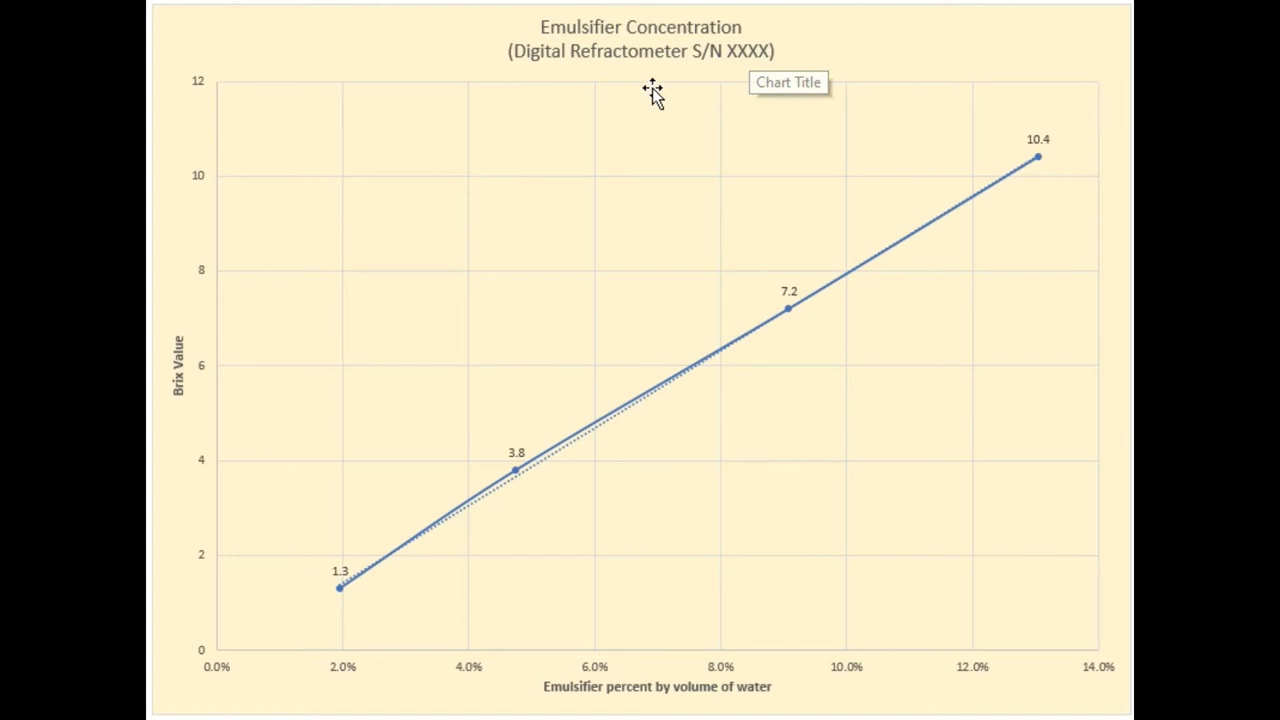 Emulsifier Concentration
(Digital Refractometer S/N XXXX)
Chart Title
12
10.4
10
8
7.2
6
Brix Value
4
3.8
2
1.3
0
0.0% 2.0% 4.0% 6.0% 8.0% 10.0% 12.0% 14.0%
Emulsifier percent by volume of water